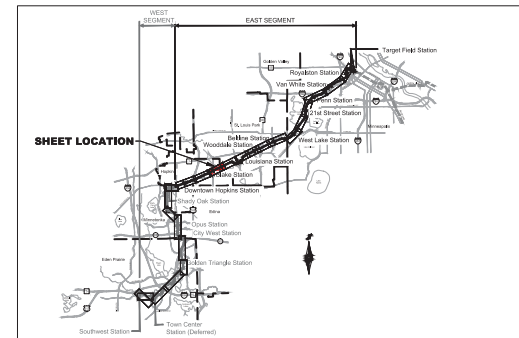 WEST
SEGMENT
EAST SEGMENT
Target Field Station
Golden Valley
Royalston Station
Van White Station
Penn Station
21st Street Station
St. Louis Park
Minneapolis
Beltline Station
West Lake Station
Wooddale Station
SHEET LOCATION
Louisiana Station
Blake Station
Hopkins
Downtown Hopkins Station
Shady Oak Station
Edina
Minnetonka
Opus Station
City West Station
Eden Prairie
Golden Triangle Station
Southwest Station
Town Center
Station (Deferred)